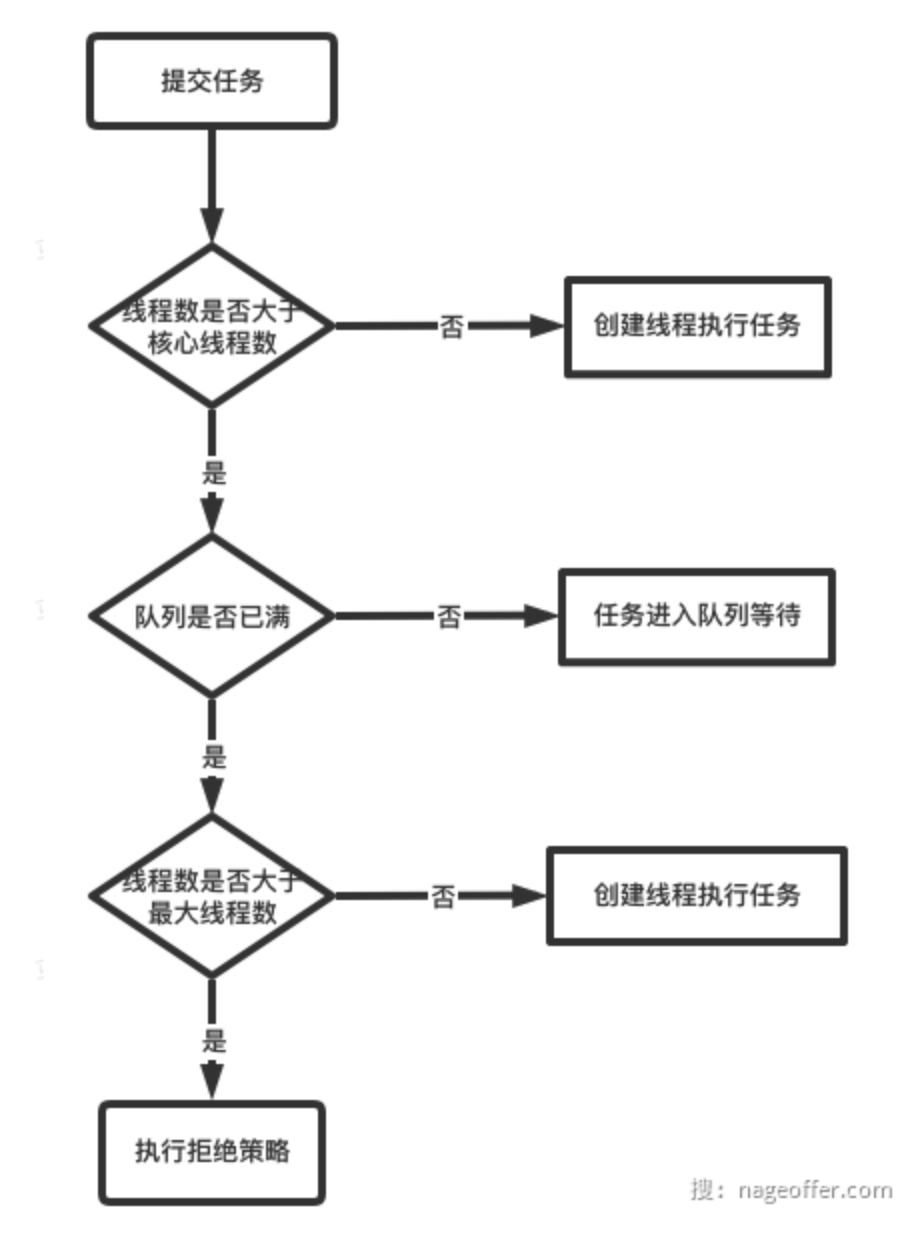 提交任务
线程数是否大于
核心线程数
否
创建线程执行任务
是
队列是否已满
否
任务进入队列等待
是
线程数是否大于
最大线程数
否
创建线程执行任务
是
执行拒绝策略
搜：nageoffer.com